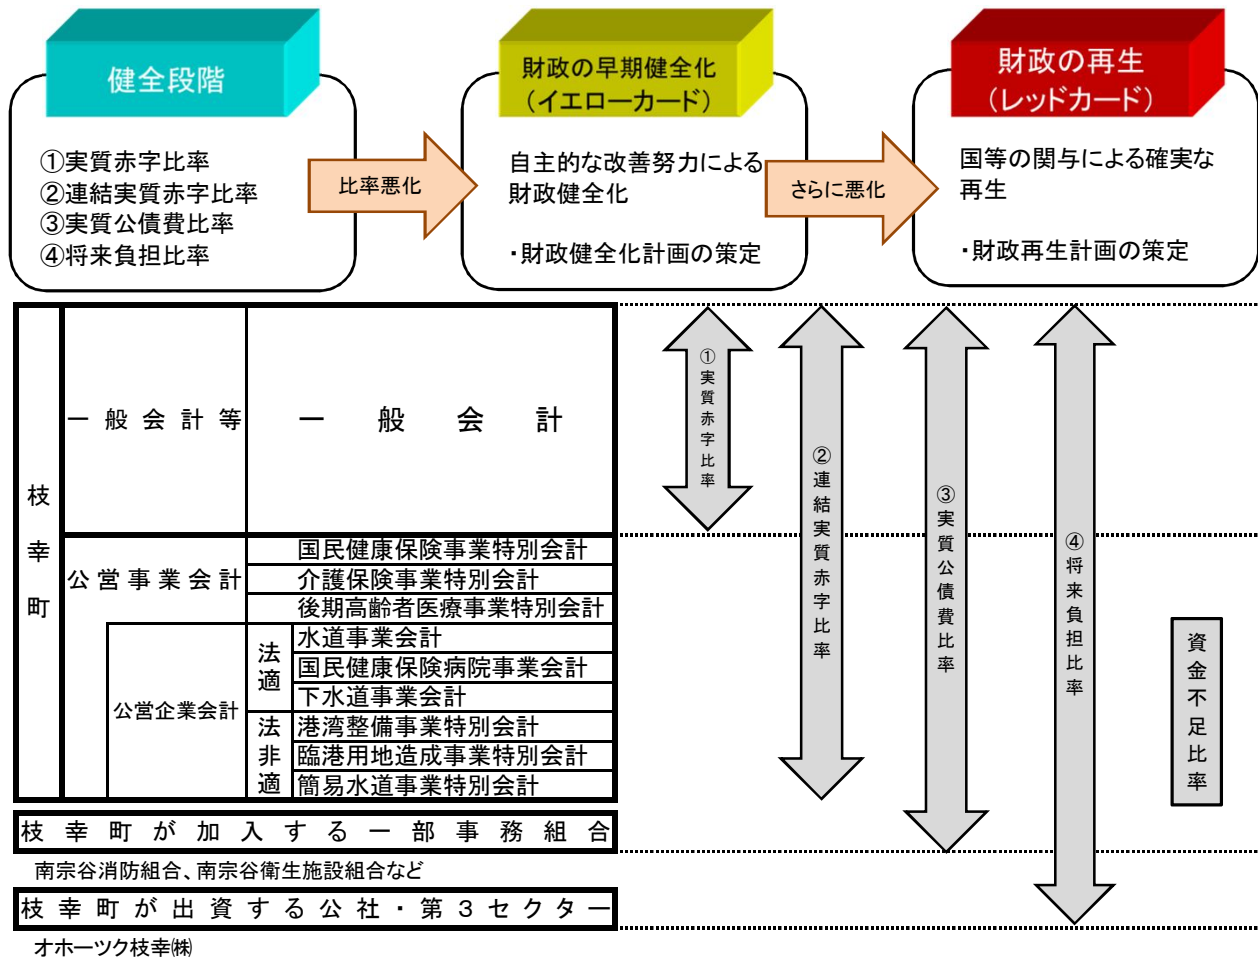 健全段階
①実質赤字比率
②連結実質赤字比率
③実質公債費比率
④将来負担比率
比率悪化
財政の早期健全化
（イエローカード）
自主的な改善努力による
財政健全化
・財政健全化計画の策定
さらに悪化
財政の再生
（レッドカード）
国等の関与による確実な
再生
・財政再生計画の策定
枝幸町
一般会計等
一般会計
公営事業会計
国民健康保険事業特別会計
介護保険事業特別会計
後期高齢者医療事業特別会計
公営企業会計
法適
水道事業会計
国民健康保険病院事業会計
下水道事業会計
法非適
港湾整備事業特別会計
臨港用地造成事業特別会計
簡易水道事業特別会計
枝幸町が加入する一部事務組合
南宗谷消防組合、南宗谷衛生施設組合など
枝幸町が出資する公社・第３セクター
オホーツク枝幸㈱
①実質赤字比率
②連結実質赤字比率
③実質公債費比率
④将来負担比率
資金不足比率